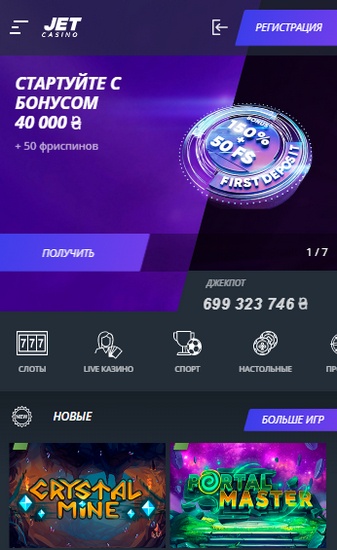 JET
CASINO
РЕГИСТРАЦИЯ
СТАРТУЙТЕ С
БОНУСОМ
40 000 ₴
+ 50 фриспинов
BONUS
150%
+
50 FS
FIRST DEPOSIT
ПОЛУЧИТЬ
1 / 7
ДЖЕКПОТ
699 323 746 ₴
777
СЛОТЫ
LIVE КАЗИНО
СПОРТ
НАСТОЛЬНЫЕ
ПР
NEW
НОВЫЕ
БОЛЬШЕ ИГР
CRYSTAL
MINE
PORTAL
MASTER